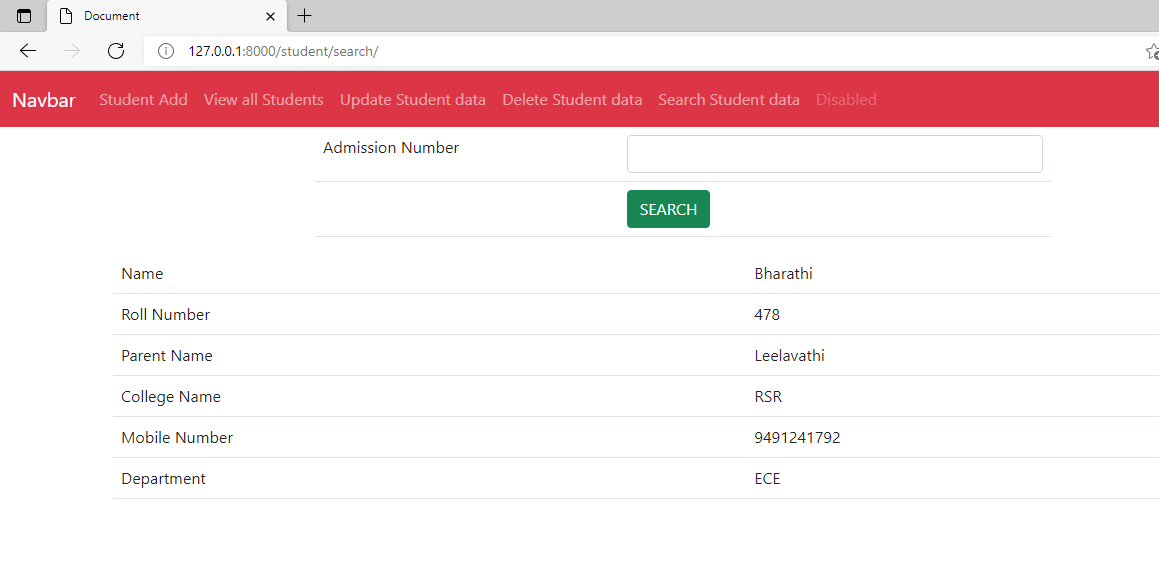 Document
127.0.0.1:8000/student/search/
Navbar Student Add View all Students Update Student data Delete Student data Search Student data Disabled
Admission Number
SEARCH
Name Bharathi
Roll Number 478
Parent Name Leelavathi
College Name RSR
Mobile Number 9491241792
Department ECE